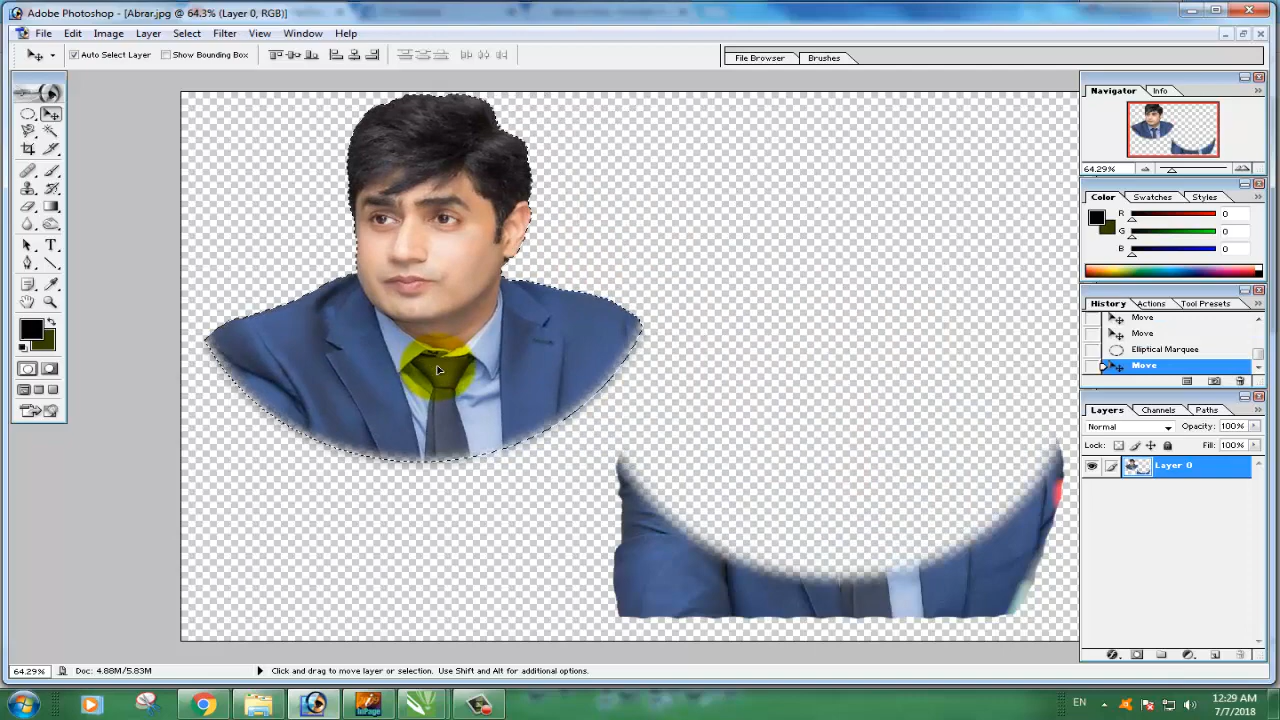 Adobe Photoshop - [Abrar.jpg @ 64.3% (Layer 0, RGB)]
File Edit Image Layer Select Filter View Window Help
Auto Select Layer Show Bounding Box File Browser Brushes
Navigator Info
64.29%
Color Swatches Styles
R 0
G 0
B 0
History Actions Tool Presets
Move
Move
Elliptical Marquee
Move
Layers Channels Paths
Normal Opacity: 100%
Lock: Fill: 100%
Layer 0
64.29% Doc: 4.88M/5.83M Click and drag to move layer or selection. Use Shift and Alt for additional options.
EN 12:29 AM
7/7/2018